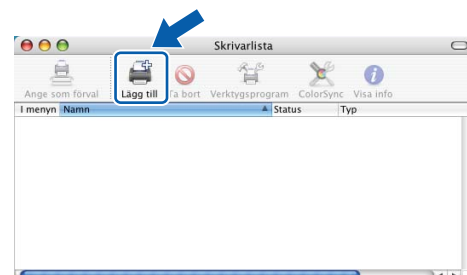 Skrivarlista
Ange som förval Lägg till Ta bort Verktygsprogram ColorSync Visa info
I menyn Namn Status Typ